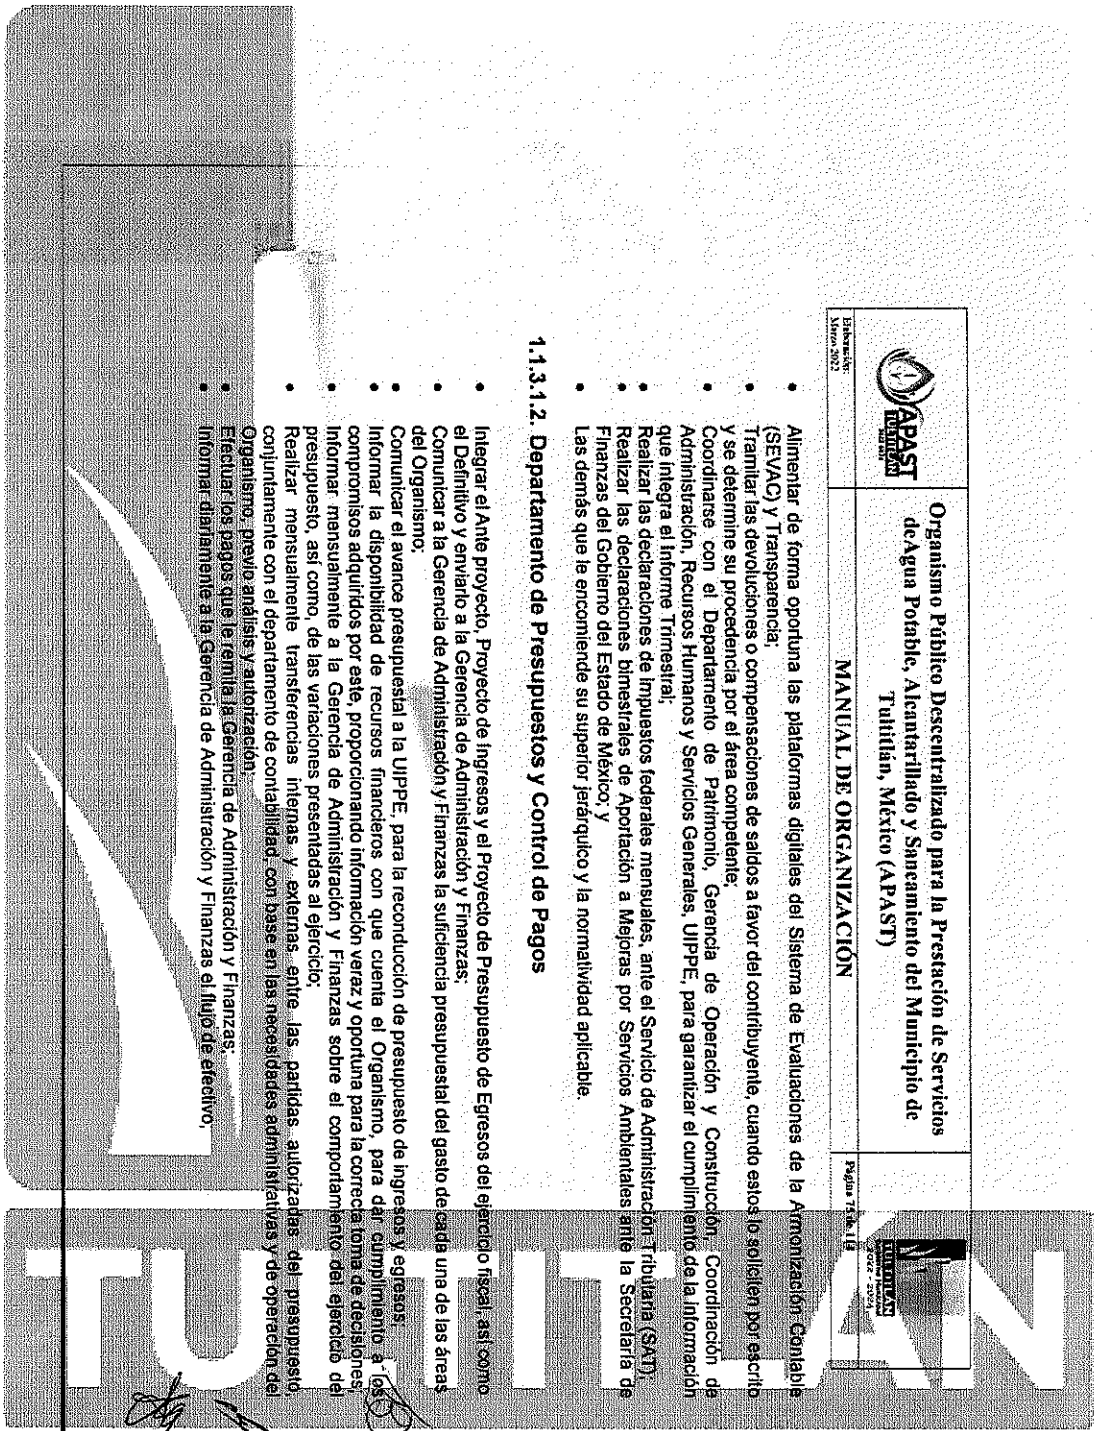 APAST
TULTITLÁN
Organismo Público Descentralizado para la Prestación de Servicios
deAgua Potable, Alcantarillado y Saneamiento del Municipio de
Tultitlán, México (APAST)
TULTITLÁN
2022 - 2024
Elaboración:
Marzo 2022
MANUAL DE ORGANIZACIÓN
Página 75 de 114
• Alimentar de forma oportuna las plataformas digitales del Sistema de Evaluaciones de la Armonización Contable
(SEVAC) y Transparencia;
• Tramitar las devoluciones o compensaciones de saldos a favor del contribuyente, cuando estos lo soliciten por escrito
y se determine su procedencia por el área competente;
• Coordinarse con el Departamento de Patrimonio, Gerencia de Operación y Construcción, Coordinación de
Administración, Recursos Humanos y Servicios Generales, UIPPE, para garantizar el cumplimiento de la información
que integra el Informe Trimestral;
• Realizar las declaraciones de impuestos federales mensuales, ante el Servicio de Administración Tributaria (SAT);
• Realizar las declaraciones bimestrales de Aportación a Mejoras por Servicios Ambientales ante la Secretaría de
Finanzas del Gobierno del Estado de México; y
• Las demás que le encomiende su superior jerárquico y la normatividad aplicable.
1.1.3.1.2. Departamento de Presupuestos y Control de Pagos
• Integrar el Ante proyecto, Proyecto de Ingresos y el Proyecto de Presupuesto de Egresos del ejercicio fiscal, así como
el Definitivo y enviarlo a la Gerencia de Administración y Finanzas;
• Comunicar a la Gerencia de Administración y Finanzas la suficiencia presupuestal del gasto de cada una de las áreas
del Organismo;
• Comunicar el avance presupuestal a la UIPPE, para la reconducción de presupuesto de ingresos y egresos;
• Informar la disponibilidad de recursos financieros con que cuenta el Organismo, para dar cumplimiento a los
compromisos adquiridos por este, proporcionando información veraz y oportuna para la correcta toma de decisiones;
• Informar mensualmente a la Gerencia de Administración y Finanzas sobre el comportamiento del ejercicio del
presupuesto, así como, de las variaciones presentadas al ejercicio;
• Realizar mensualmente transferencias internas y externas entre las partidas autorizadas del presupuesto,
conjuntamente con el departamento de contabilidad, con base en las necesidades administrativas y de operación del
Organismo, previo análisis y autorización;
• Efectuar los pagos que le remita la Gerencia de Administración y Finanzas;
• Informar diariamente a la Gerencia de Administración y Finanzas el flujo de efectivo;
TULTITLÁN